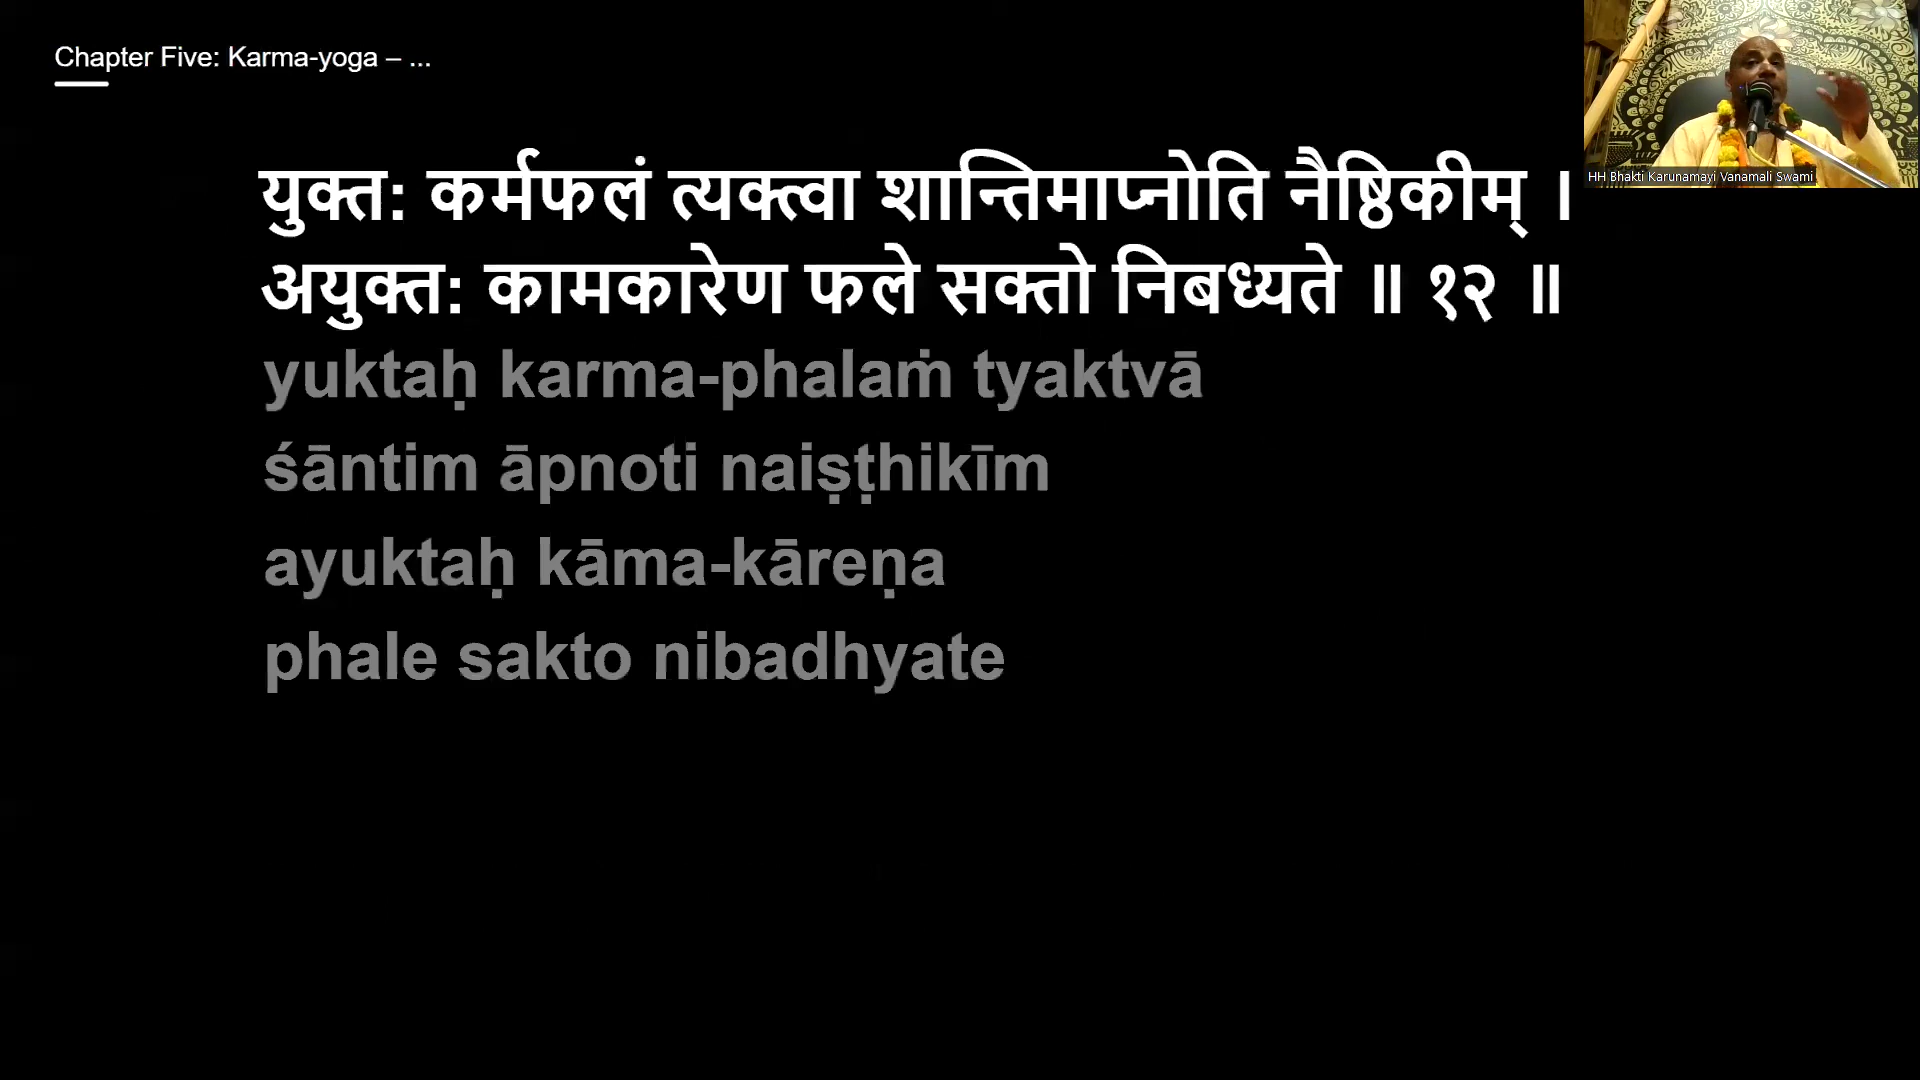 Chapter Five: Karma-yoga – ...
युक्त: कर्मफलं त्यक्त्वा शान्तिमाप्नोति नैष्ठिकीम् ।
अयुक्त: कामकारेण फले सक्तो निबध्यते ॥ १२ ॥
yuktaḥ karma-phalaṁ tyaktvā
śāntim āpnoti naiṣṭhikīm
ayuktaḥ kāma-kāreṇa
phale sakto nibadhyate
HH Bhakti Karunamayi Vanamali Swami